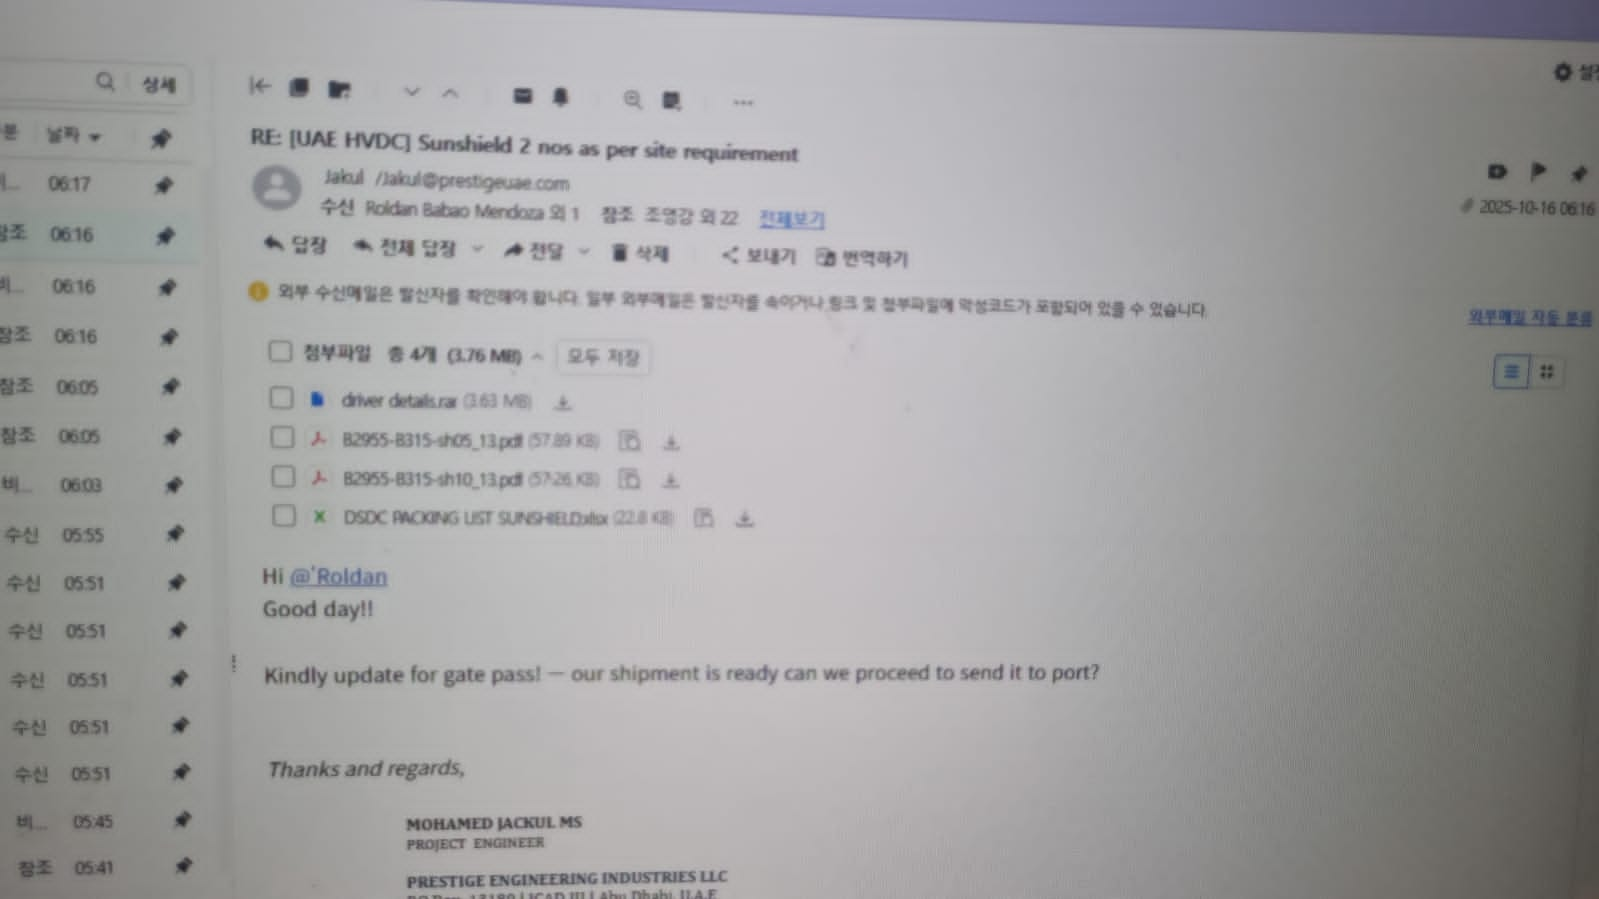 상세
날짜
06:17
참조 06:16
06:16
참조 06:16
참조 06:05
참조 06:05
비... 06:03
수신 05:55
수신 05:51
수신 05:51
수신 05:51
수신 05:51
수신 05:51
비... 05:45
참조 05:41
RE: [UAE HVDC] Sunshield 2 nos as per site requirement
Jakul /Jakul@prestigeuae.com
수신 Roldan Babao Mendoza 외 1 참조 조영강 외 22 전체보기
2025-10-16 06:16
답장 전체 답장 전달 삭제 보내기 번역하기
외부 수신메일은 발신자를 확인해야 합니다. 일부 외부메일은 발신자를 속이거나 링크 및 첨부파일에 악성코드가 포함되어 있을 수 있습니다.
외부메일 자동 분류
첨부파일 총 4개 (3.76 MB) 모두 저장
driver details.rar (3.63 MB)
B2955-B315-sh05_13.pdf (57.89 KB)
B2955-B315-sh10_13.pdf (57.26 KB)
DSDC PACKING LIST SUNSHIELD.xlsx (22.8 KB)
Hi @'Roldan
Good day!!
Kindly update for gate pass! — our shipment is ready can we proceed to send it to port?
Thanks and regards,
MOHAMED JACKUL MS
PROJECT ENGINEER
PRESTIGE ENGINEERING INDUSTRIES LLC
Abu Dhabi, U.A.E